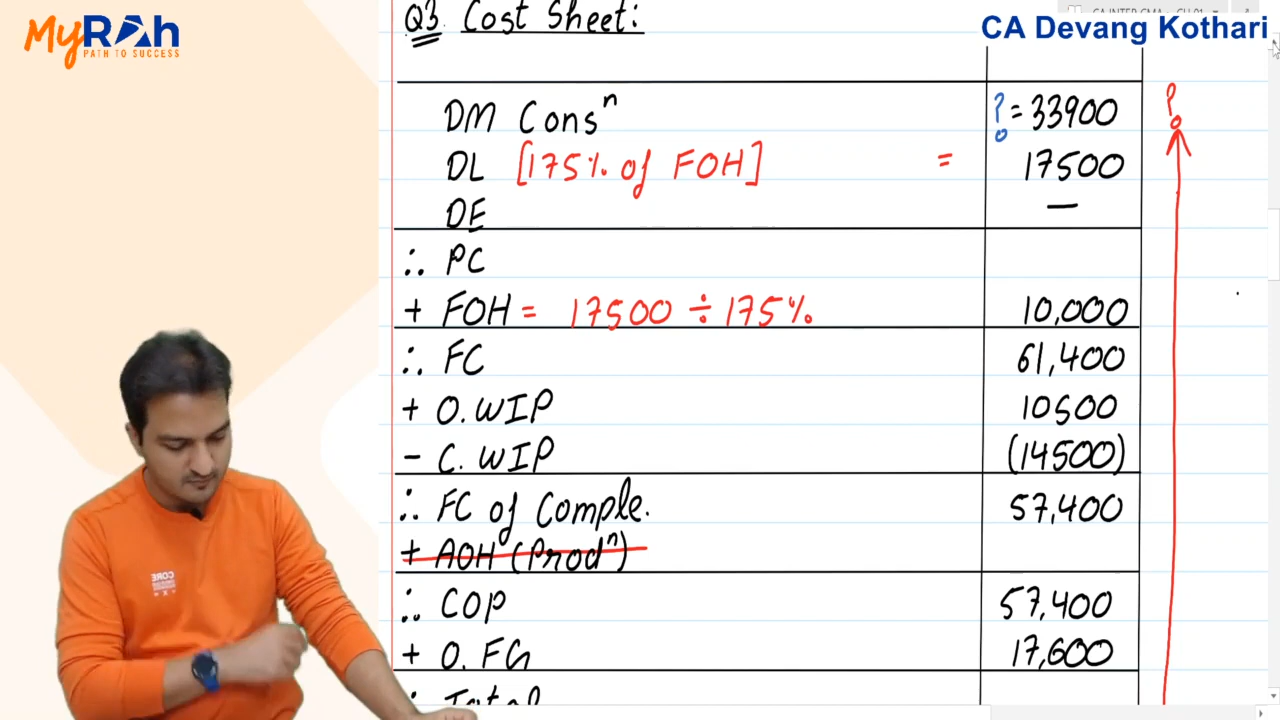 MyRah
PATH TO SUCCESS
CA Devang Kothari
Q3 Cost Sheet:
DM Consⁿ ? = 33900 ?
DL [175% of FOH] = 17500
DE —
∴ PC
+ FOH = 17500 ÷ 175% 10,000
∴ FC 61,400
+ O.WIP 10500
- C.WIP (14500)
∴ FC of Comple. 57,400
+ AOH (Prodⁿ)
∴ COP 57,400
+ O.FG 17,600
∴ Total
CORE